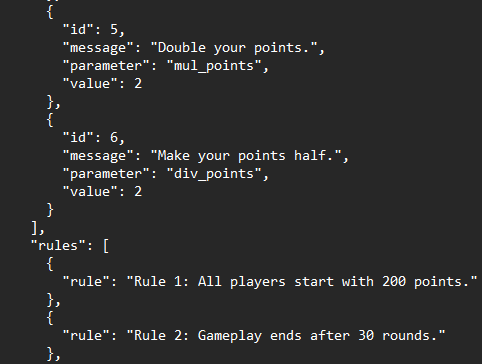 {
"id": 5,
"message": "Double your points.",
"parameter": "mul_points",
"value": 2
},
{
"id": 6,
"message": "Make your points half.",
"parameter": "div_points",
"value": 2
}
],
"rules": [
{
"rule": "Rule 1: All players start with 200 points."
},
{
"rule": "Rule 2: Gameplay ends after 30 rounds."
},